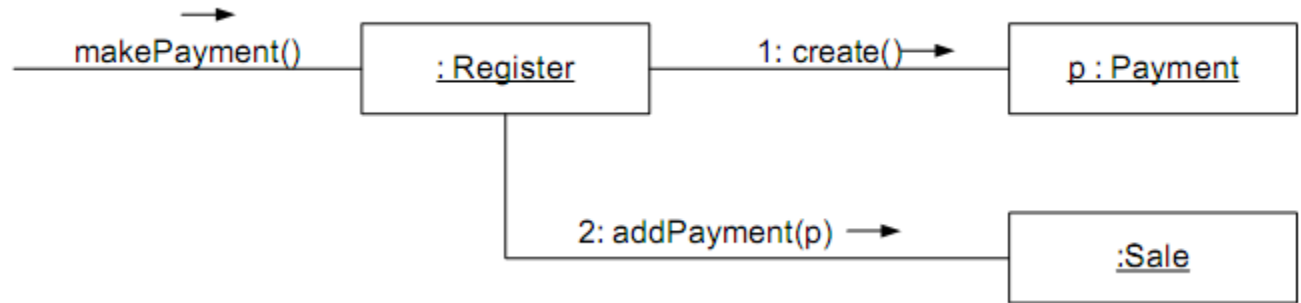 makePayment()
: Register
1: create()
p : Payment
2: addPayment(p)
:Sale